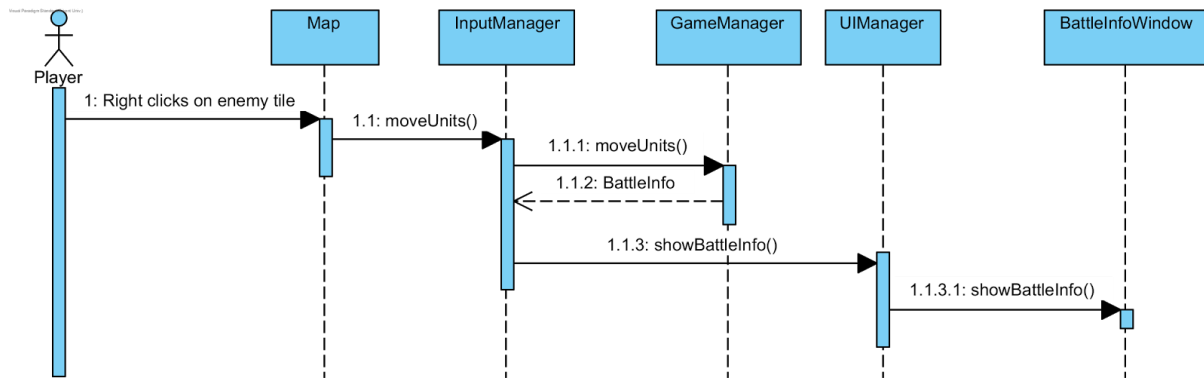 Map
InputManager
GameManager
UIManager
BattleInfoWindow
Player
1: Right clicks on enemy tile
1.1: moveUnits()
1.1.1: moveUnits()
1.1.2: BattleInfo
1.1.3: showBattleInfo()
1.1.3.1: showBattleInfo()